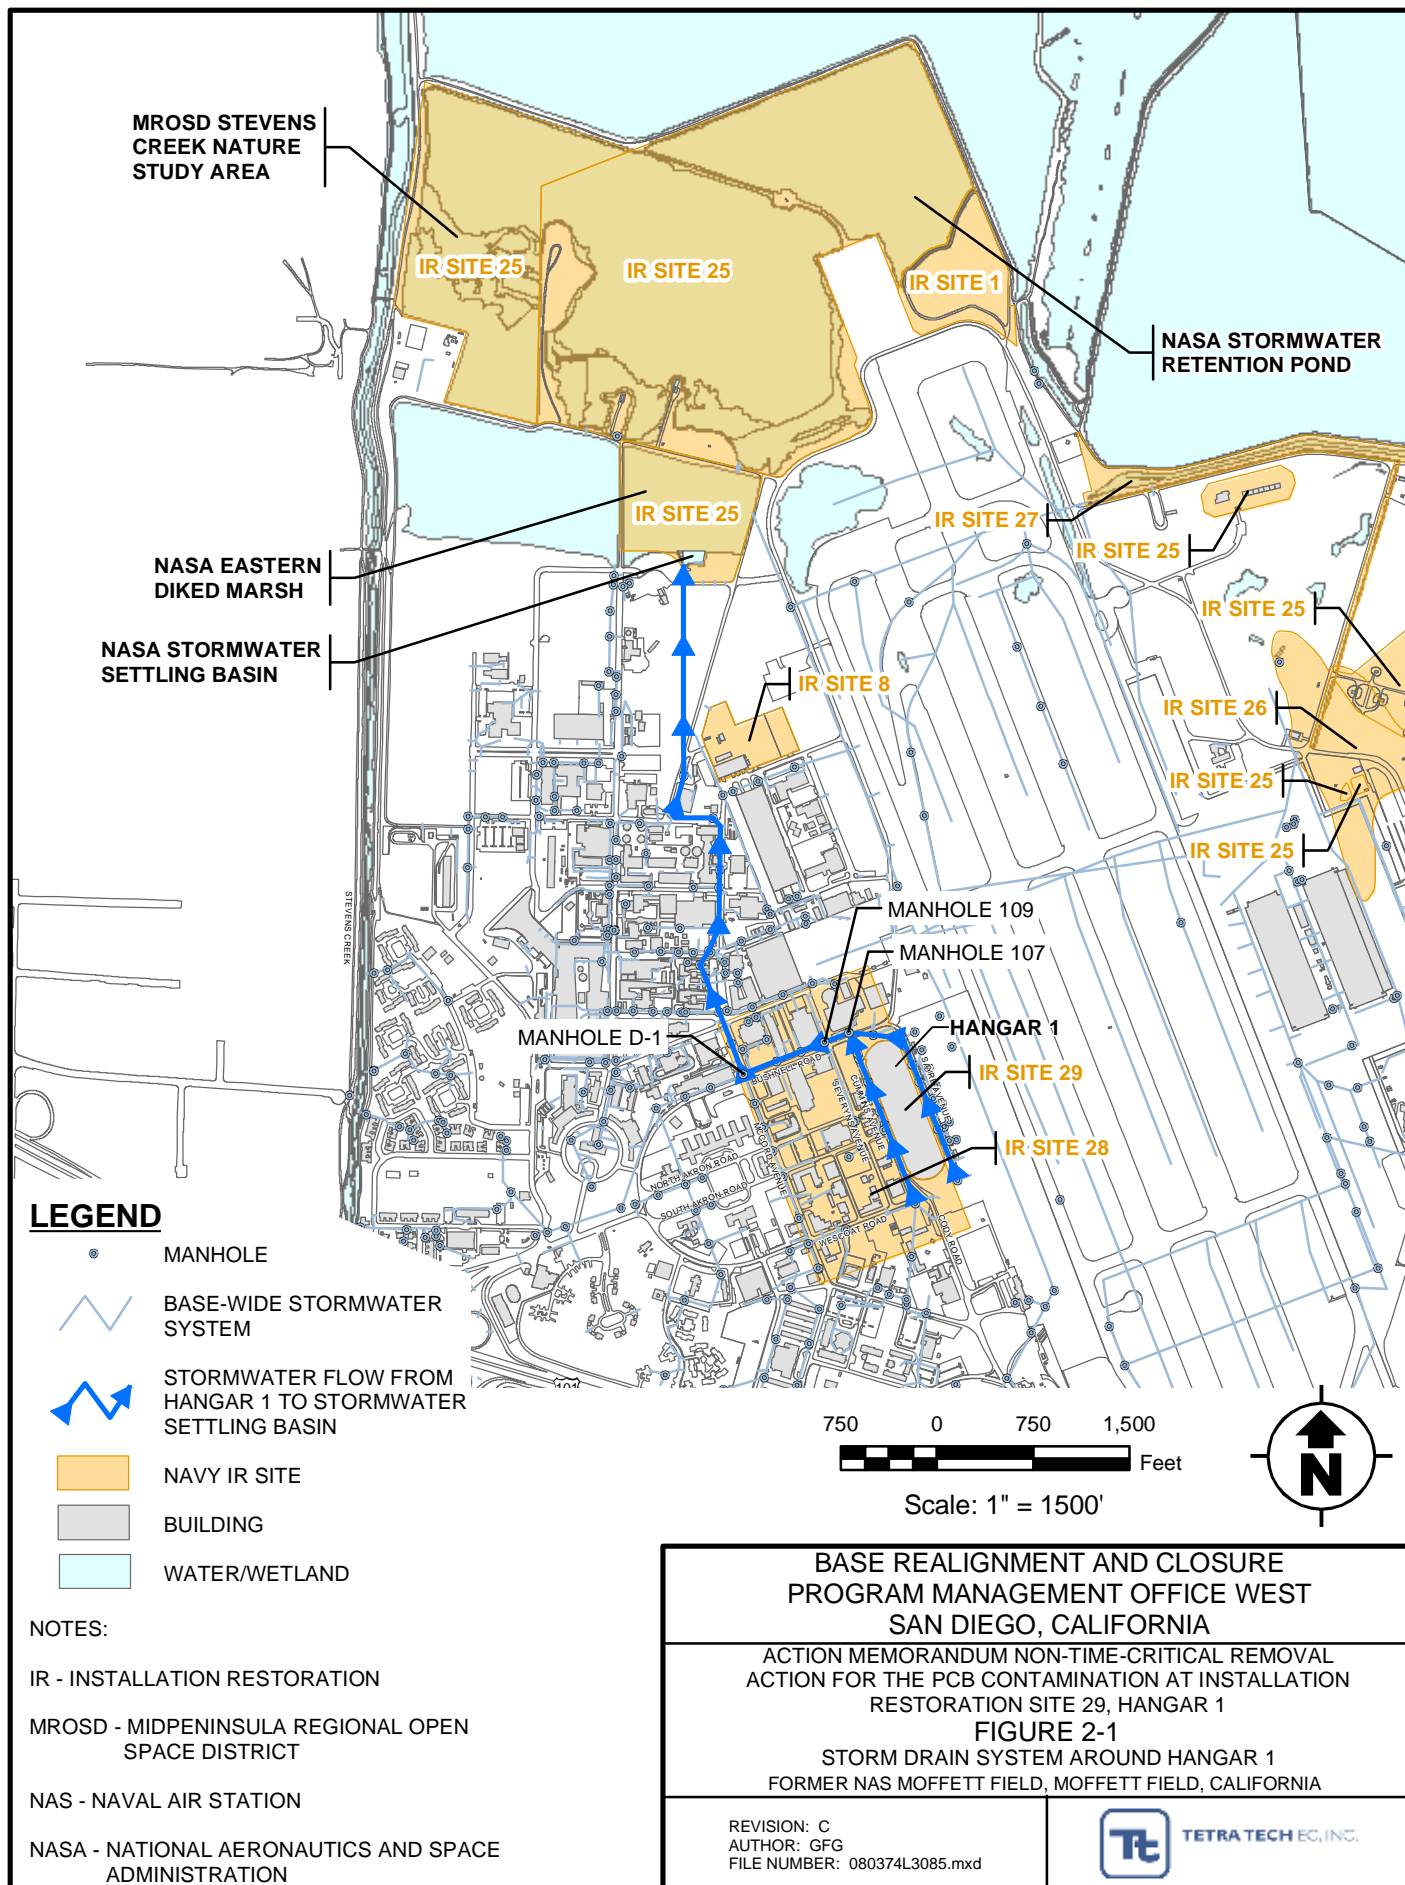 MROSD STEVENS
CREEK NATURE
STUDY AREA
IR SITE 25
IR SITE 25
IR SITE 1
NASA STORMWATER
RETENTION POND
IR SITE 25
IR SITE 27
IR SITE 25
NASA EASTERN
DIKED MARSH
IR SITE 25
NASA STORMWATER
SETTLING BASIN
IR SITE 8
IR SITE 26
IR SITE 25
IR SITE 25
STEVENS CREEK
MANHOLE 109
MANHOLE 107
HANGAR 1
MANHOLE D-1
BUSHNELL ROAD
IR SITE 29
CUMMINS AVENUE
SEVERYNS AVENUE
MCCORD AVENUE
IR SITE 28
NORTH AKRON ROAD
SOUTH AKRON ROAD
WESCOAT ROAD
CODY ROAD
101
LEGEND
MANHOLE
BASE-WIDE STORMWATER
SYSTEM
STORMWATER FLOW FROM
HANGAR 1 TO STORMWATER
SETTLING BASIN
NAVY IR SITE
BUILDING
WATER/WETLAND
750 0 750 1,500
Feet
Scale: 1" = 1500'
N
NOTES:
IR - INSTALLATION RESTORATION
MROSD - MIDPENINSULA REGIONAL OPEN
SPACE DISTRICT
NAS - NAVAL AIR STATION
NASA - NATIONAL AERONAUTICS AND SPACE
ADMINISTRATION
BASE REALIGNMENT AND CLOSURE
PROGRAM MANAGEMENT OFFICE WEST
SAN DIEGO, CALIFORNIA
ACTION MEMORANDUM NON-TIME-CRITICAL REMOVAL
ACTION FOR THE PCB CONTAMINATION AT INSTALLATION
RESTORATION SITE 29, HANGAR 1
FIGURE 2-1
STORM DRAIN SYSTEM AROUND HANGAR 1
FORMER NAS MOFFETT FIELD, MOFFETT FIELD, CALIFORNIA
REVISION: C
AUTHOR: GFG
FILE NUMBER: 080374L3085.mxd
Tt
TETRA TECH EC, INC.